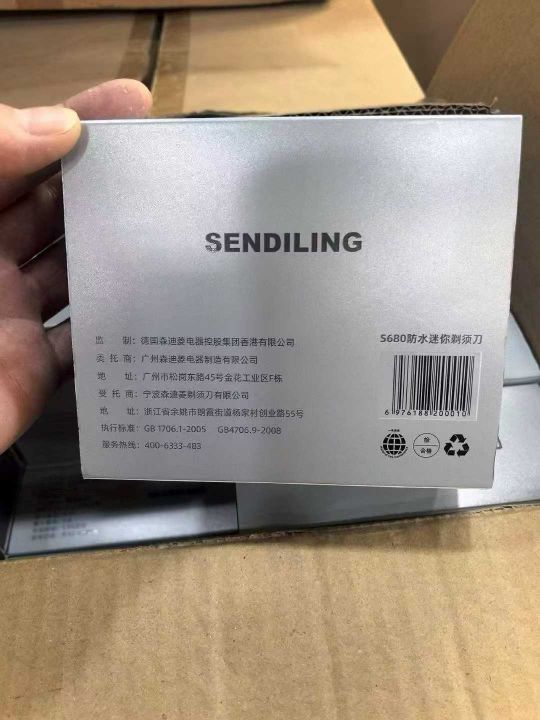 SENDILING
监 制：德国森迪菱电器控股集团香港有限公司
委 托 商：广州森迪菱电器制造有限公司
地 址：广州市松岗东路45号金花工业区F栋
受 托 商：宁波森迪菱剃须刀有限公司
地 址：浙江省余姚市朗霞街道杨家村创业路55号
执行标准：GB 1706.1-2005 GB4706.9-2008
服务热线：400-6333-483
S680防水迷你剃须刀
6 976188 200010
检
合格